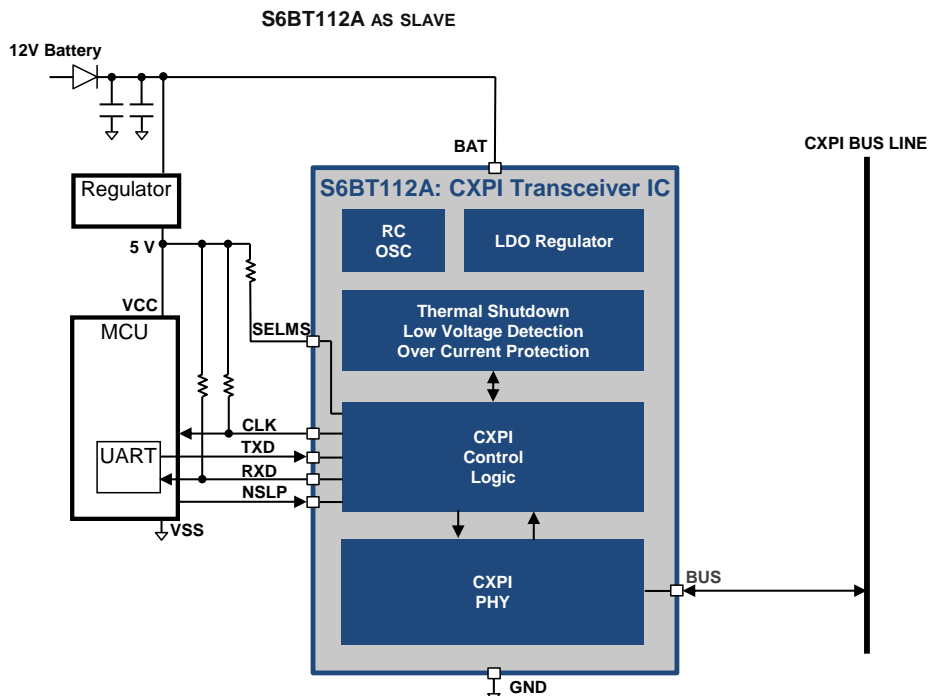 S6BT112A AS SLAVE
12V Battery
CXPI BUS LINE
BAT
S6BT112A: CXPI Transceiver IC
Regulator
RC
OSC
LDO Regulator
5 V
VCC
MCU
SELMS
Thermal Shutdown
Low Voltage Detection
Over Current Protection
CLK
TXD
UART
RXD
NSLP
VSS
CXPI
Control
Logic
CXPI
PHY
BUS
GND